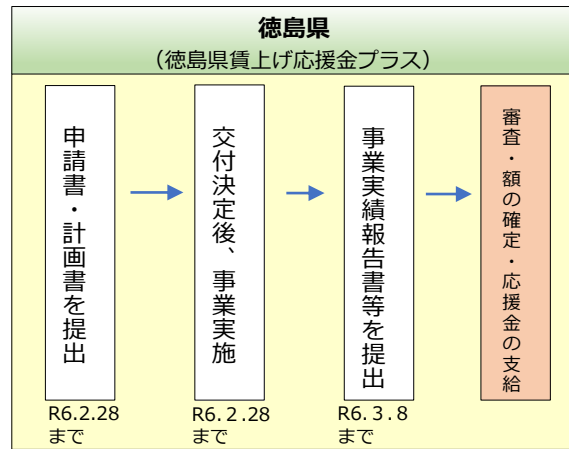 徳島県
（徳島県賃上げ応援金プラス）
申請書・計画書を提出
交付決定後、事業実施
事業実績報告書等を提出
審査・額の確定・応援金の支給
R6.2.28
まで
R6.2.28
まで
R6.3.8
まで